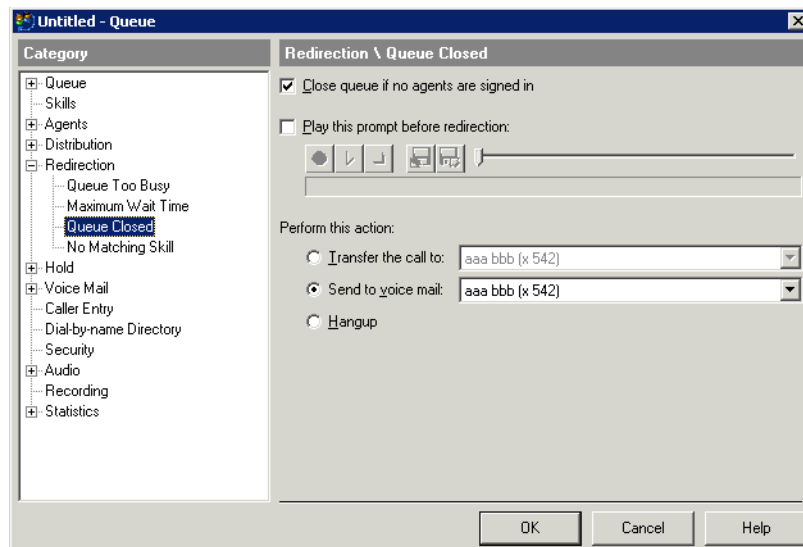 Untitled - Queue
Category
Queue
Skills
Agents
Distribution
Redirection
Queue Too Busy
Maximum Wait Time
Queue Closed
No Matching Skill
Hold
Voice Mail
Caller Entry
Dial-by-name Directory
Security
Audio
Recording
Statistics
Redirection \ Queue Closed
Close queue if no agents are signed in
Play this prompt before redirection:
Perform this action:
Transfer the call to: aaa bbb (x 542)
Send to voice mail: aaa bbb (x 542)
Hangup
OK Cancel Help